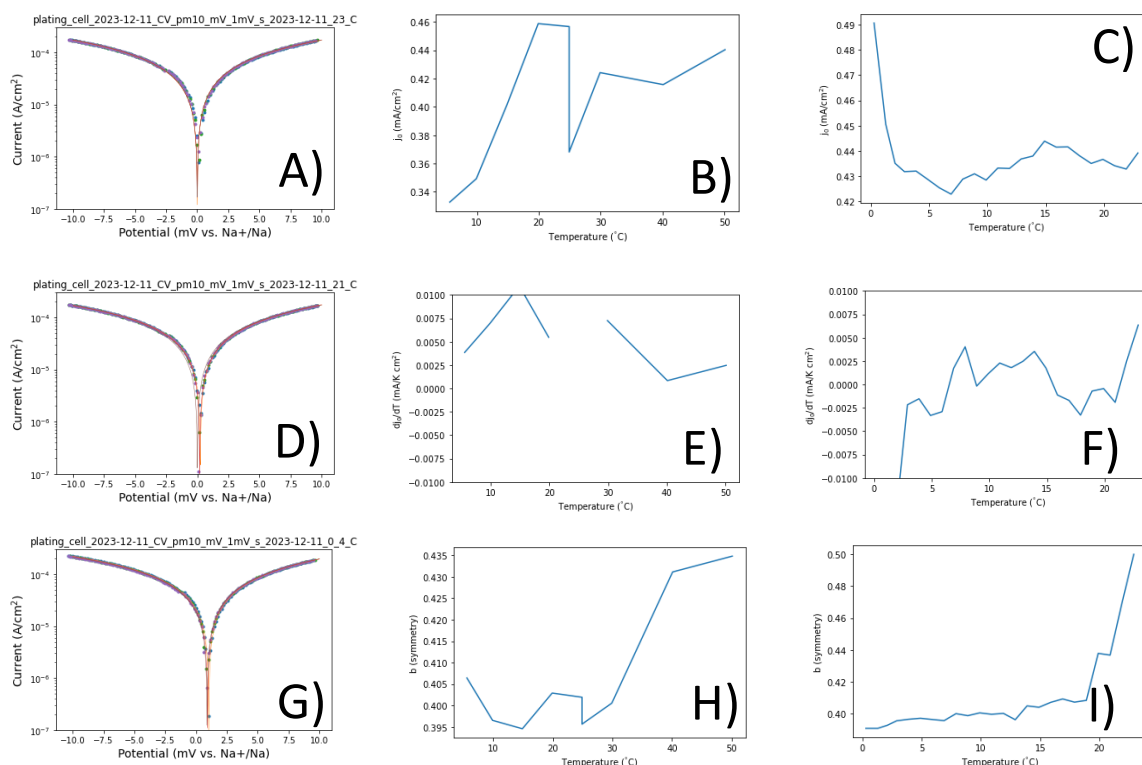 plating_cell_2023-12-11_CV_pm10_mV_1mV_s_2023-12-11_23_C
10⁻⁴
10⁻⁵
10⁻⁶
10⁻⁷
Current (A/cm²)
A)
−10.0 −7.5 −5.0 −2.5 0.0 2.5 5.0 7.5 10.0
Potential (mV vs. Na+/Na)
0.46
0.44
0.42
0.40
0.38
0.36
0.34
j₀ (mA/cm²)
B)
10 20 30 40 50
Temperature (˚C)
0.49
0.48
0.47
0.46
0.45
0.44
0.43
0.42
j₀ (mA/cm²)
C)
0 5 10 15 20
Temperature (˚C)
plating_cell_2023-12-11_CV_pm10_mV_1mV_s_2023-12-11_21_C
10⁻⁴
10⁻⁵
10⁻⁶
10⁻⁷
Current (A/cm²)
D)
−10.0 −7.5 −5.0 −2.5 0.0 2.5 5.0 7.5 10.0
Potential (mV vs. Na+/Na)
0.0100
0.0075
0.0050
0.0025
0.0000
−0.0025
−0.0050
−0.0075
−0.0100
dj₀/dT (mA/K cm²)
E)
10 20 30 40 50
Temperature (˚C)
0.0100
0.0075
0.0050
0.0025
0.0000
−0.0025
−0.0050
−0.0075
−0.0100
dj₀/dT (mA/K cm²)
F)
0 5 10 15 20
Temperature (˚C)
plating_cell_2023-12-11_CV_pm10_mV_1mV_s_2023-12-11_0_4_C
10⁻⁴
10⁻⁵
10⁻⁶
10⁻⁷
Current (A/cm²)
G)
−10.0 −7.5 −5.0 −2.5 0.0 2.5 5.0 7.5 10.0
Potential (mV vs. Na+/Na)
0.435
0.430
0.425
0.420
0.415
0.410
0.405
0.400
0.395
b (symmetry)
H)
10 20 30 40 50
Temperature (˚C)
0.50
0.48
0.46
0.44
0.42
0.40
b (symmetry)
I)
0 5 10 15 20
Temperature (˚C)